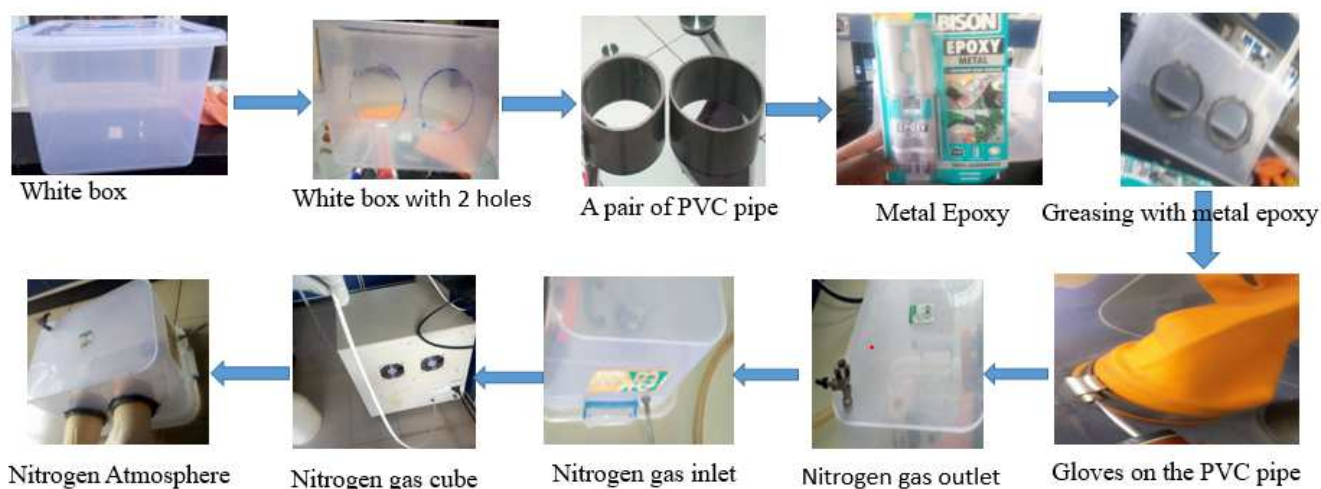 BISON
EPOXY
METAL
EPOXY
White box
White box with 2 holes
A pair of PVC pipe
Metal Epoxy
Greasing with metal epoxy
Nitrogen Atmosphere
Nitrogen gas cube
Nitrogen gas inlet
Nitrogen gas outlet
Gloves on the PVC pipe